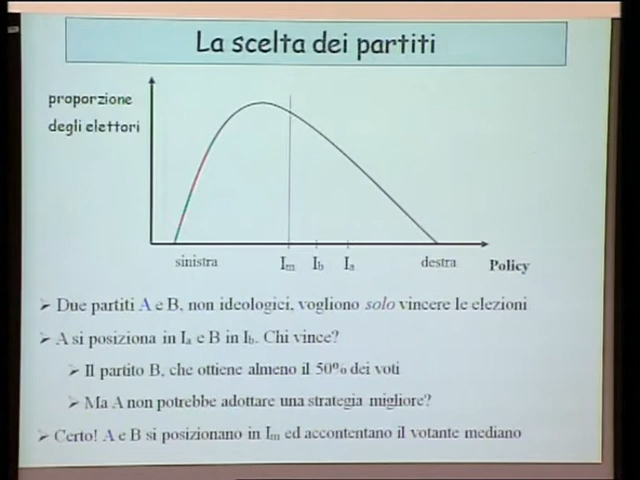 La scelta dei partiti
proporzione
degli elettori
sinistra Im Ib Ia destra Policy
➤ Due partiti A e B, non ideologici, vogliono solo vincere le elezioni
➤ A si posiziona in Ia e B in Ib. Chi vince?
➤ Il partito B, che ottiene almeno il 50% dei voti
➤ Ma A non potrebbe adottare una strategia migliore?
➤ Certo! A e B si posizionano in Im ed accontentano il votante mediano